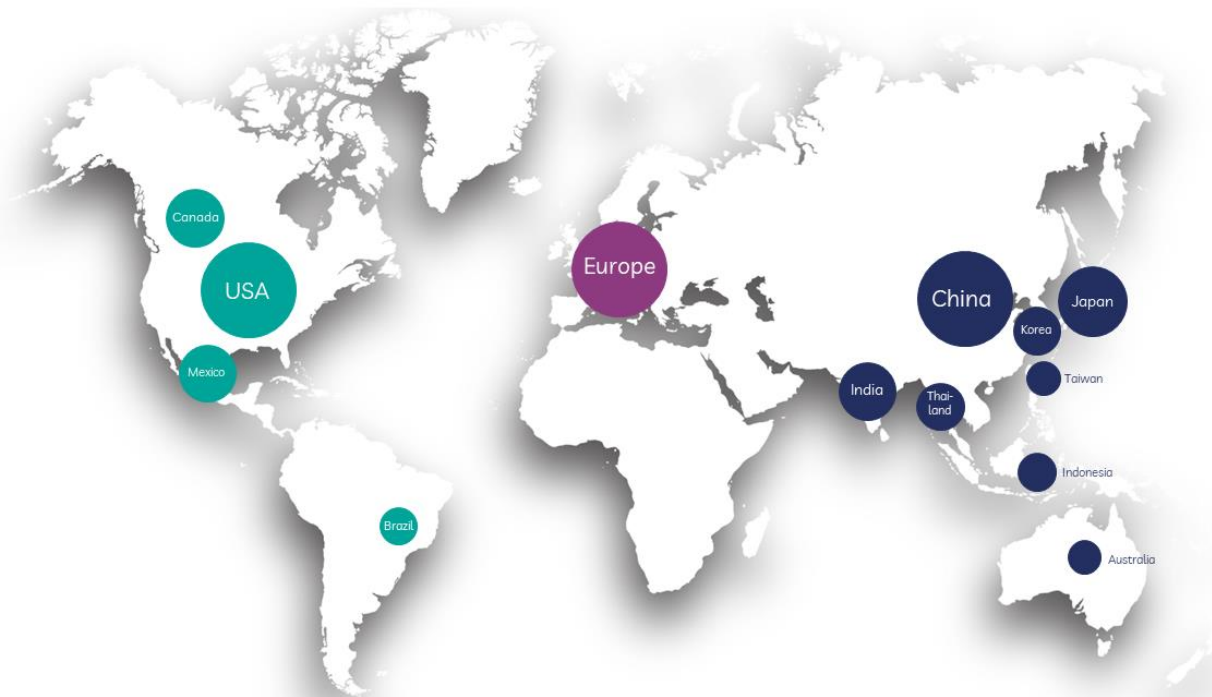 Canada
USA
Mexico
Brazil
Europe
China
Japan
Korea
Taiwan
India
Thai-
land
Indonesia
Australia